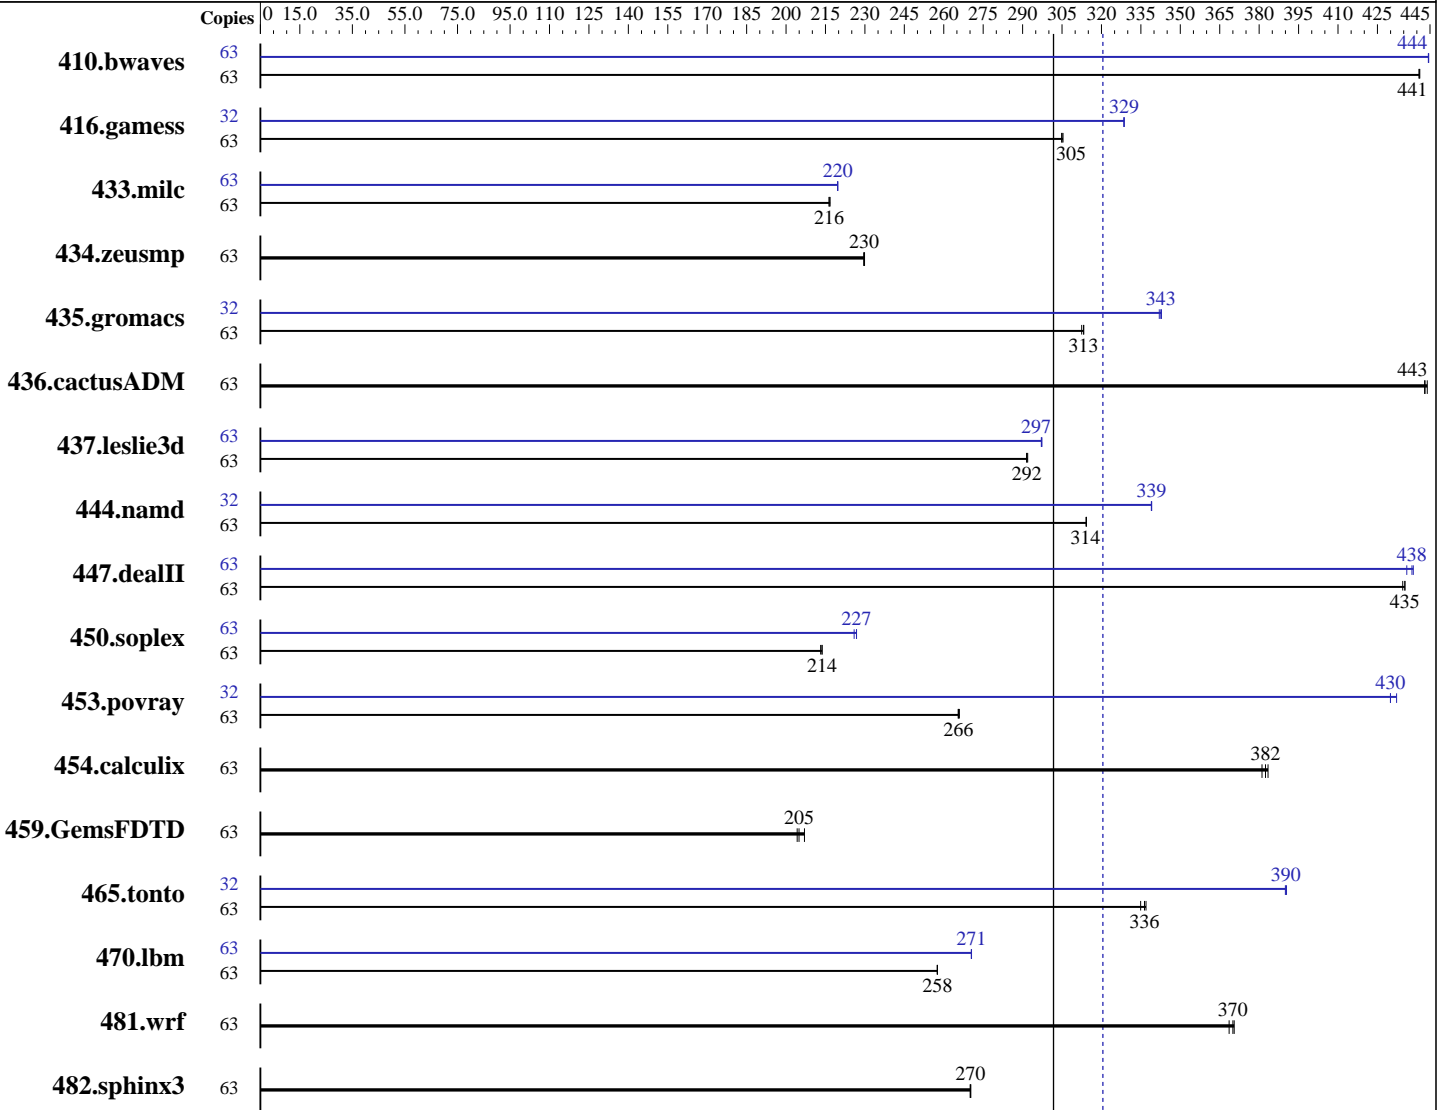 Copies 0 15.0 35.0 55.0 75.0 95.0 110 125 140 155 170 185 200 215 230 245 260 275 290 305 320 335 350 365 380 395 410 425 445
410.bwaves 63 444
63 441
416.gamess 32 329
63 305
433.milc 63 220
63 216
434.zeusmp 63 230
435.gromacs 32 343
63 313
436.cactusADM 63 443
437.leslie3d 63 297
63 292
444.namd 32 339
63 314
447.dealII 63 438
63 435
450.soplex 63 227
63 214
453.povray 32 430
63 266
454.calculix 63 382
459.GemsFDTD 63 205
465.tonto 32 390
63 336
470.lbm 63 271
63 258
481.wrf 63 370
482.sphinx3 63 270